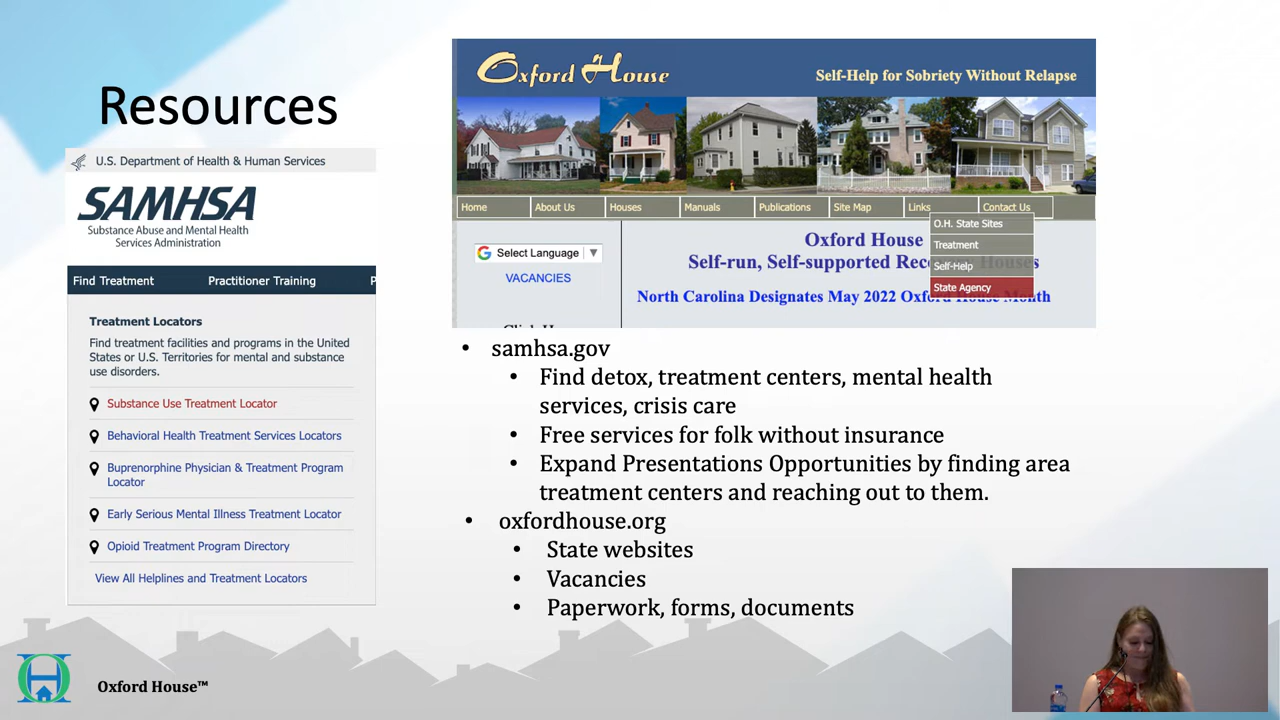 Resources
U.S. Department of Health & Human Services
SAMHSA
Substance Abuse and Mental Health
Services Administration
Find Treatment
Practitioner Training
P
Treatment Locators
Find treatment facilities and programs in the United
States or U.S. Territories for mental and substance
use disorders.
Substance Use Treatment Locator
Behavioral Health Treatment Services Locators
Buprenorphine Physician & Treatment Program
Locator
Early Serious Mental Illness Treatment Locator
Opioid Treatment Program Directory
View All Helplines and Treatment Locators
Oxford House
Self-Help for Sobriety Without Relapse
Home
About Us
Houses
Manuals
Publications
Site Map
Links
Contact Us
O.H. State Sites
Treatment
Self-Help
State Agency
Select Language ▼
VACANCIES
Oxford House
Self-run, Self-supported Houses
North Carolina Designates May 2022 House Month
• samhsa.gov
• Find detox, treatment centers, mental health
services, crisis care
• Free services for folk without insurance
• Expand Presentations Opportunities by finding area
treatment centers and reaching out to them.
• oxfordhouse.org
• State websites
• Vacancies
• Paperwork, forms, documents
Oxford House™